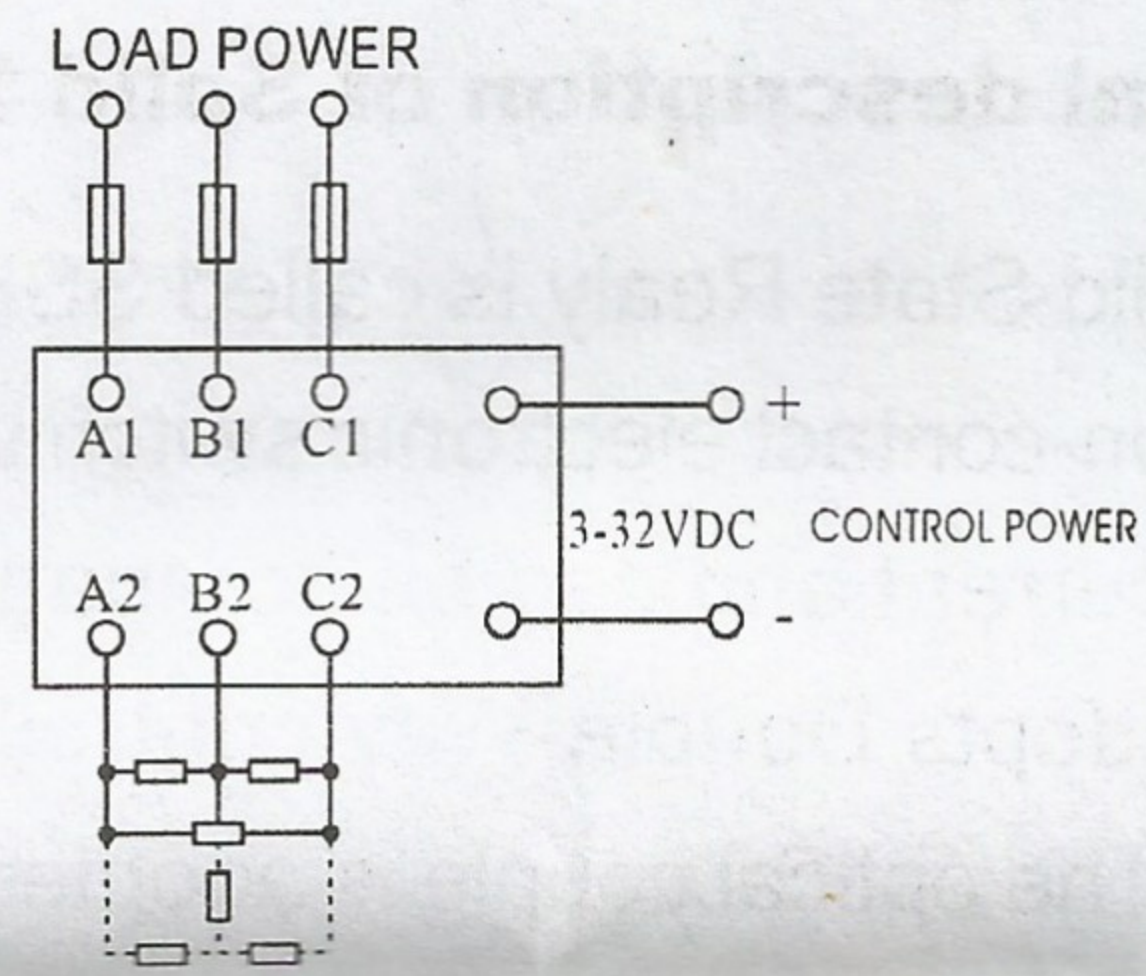 LOAD POWER
A1 B1 C1
+
3-32VDC CONTROL POWER
A2 B2 C2
-